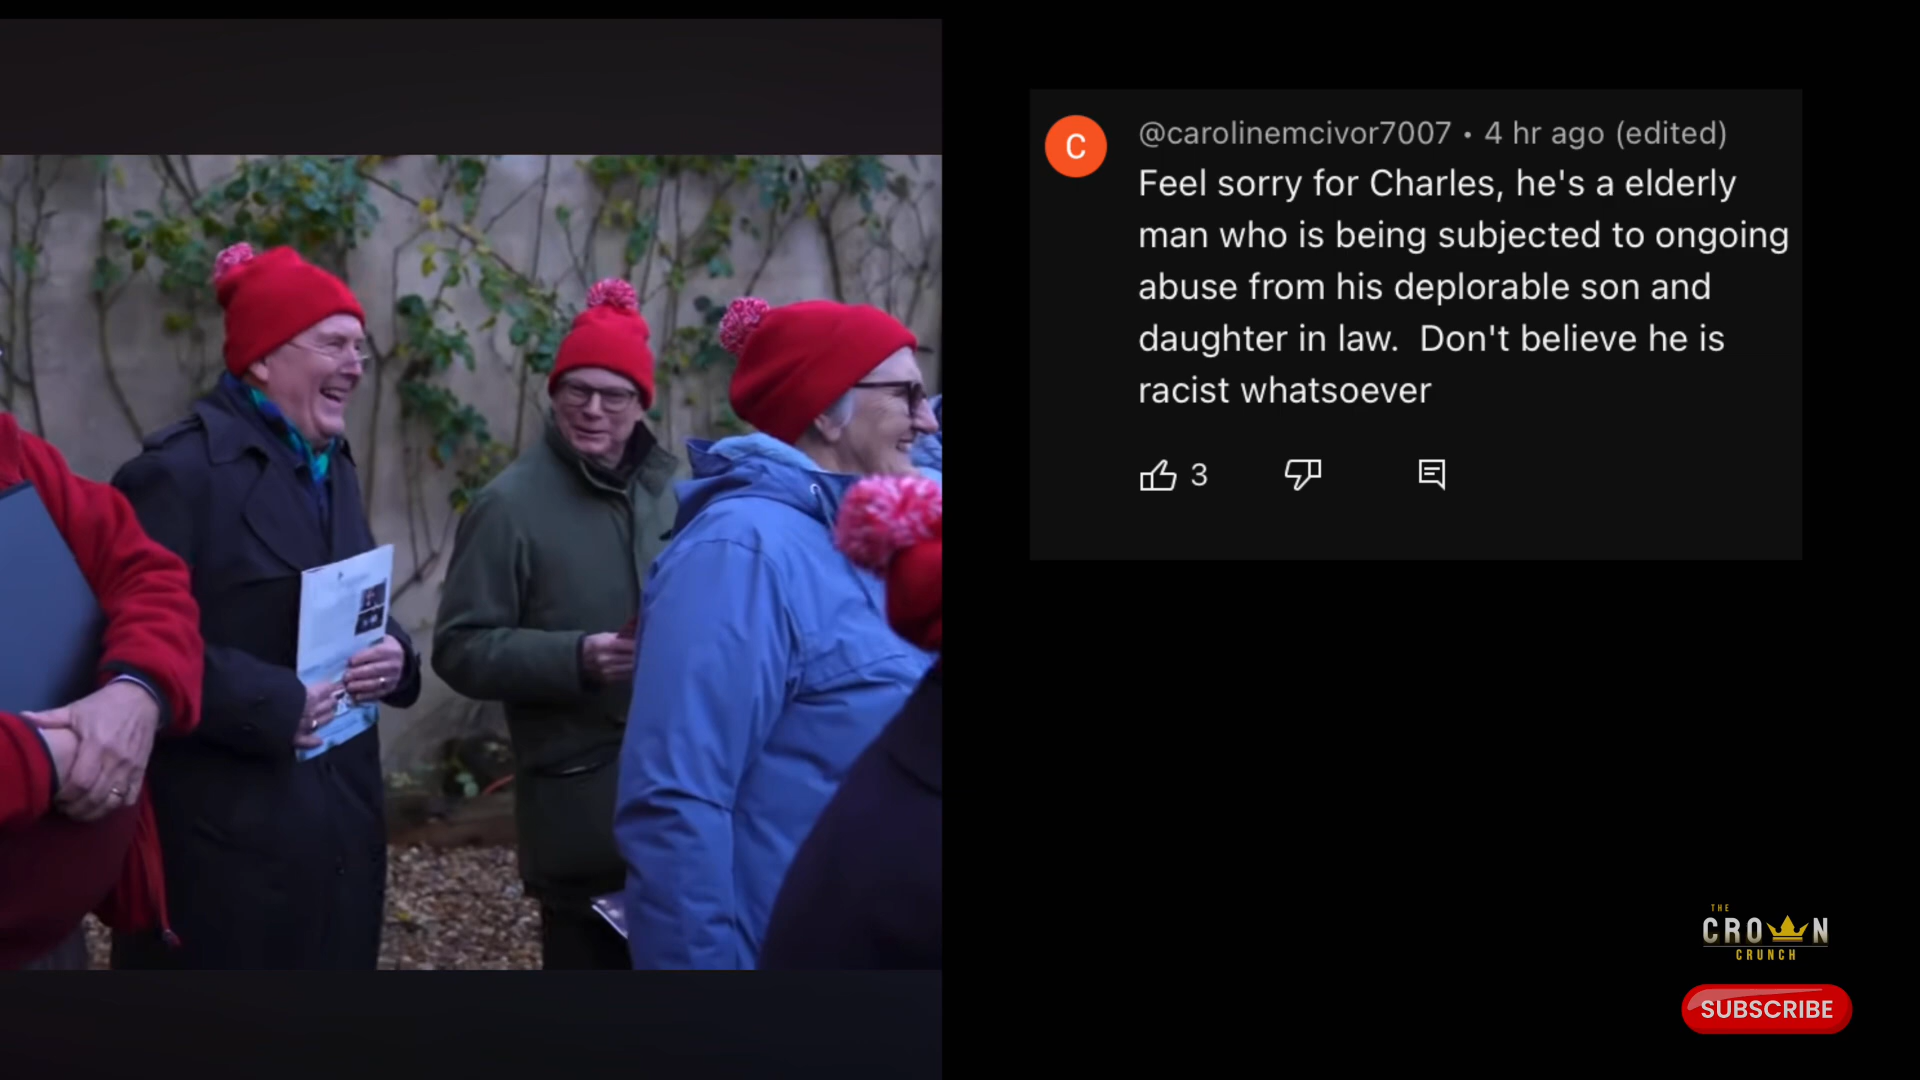 @carolinemcivor7007 • 4 hr ago (edited)
Feel sorry for Charles, he's a elderly
man who is being subjected to ongoing
abuse from his deplorable son and
daughter in law.  Don't believe he is
racist whatsoever
3
C
THE
CROWN
CRUNCH
SUBSCRIBE